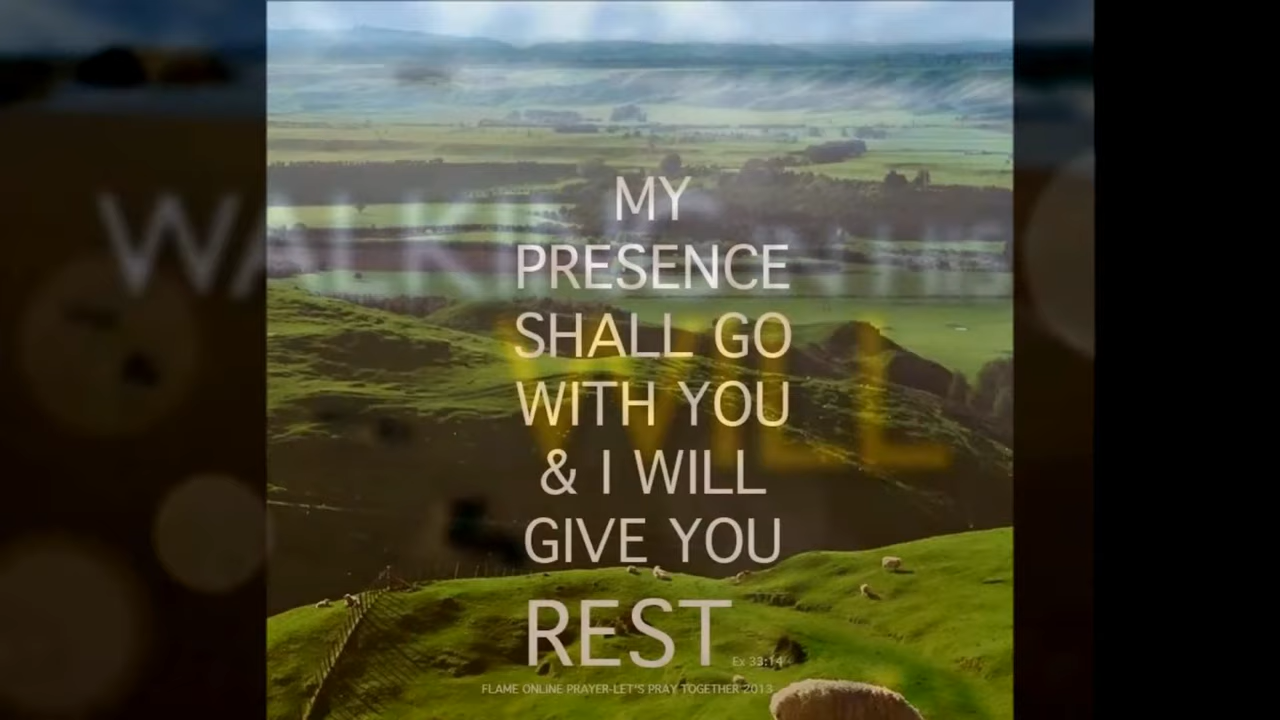 MY
PRESENCE
SHALL GO
WITH YOU
& I WILL
GIVE YOU
REST
Ex 33:14
FLAME ONLINE PRAYER-LET'S PRAY TOGETHER 2013
WILL